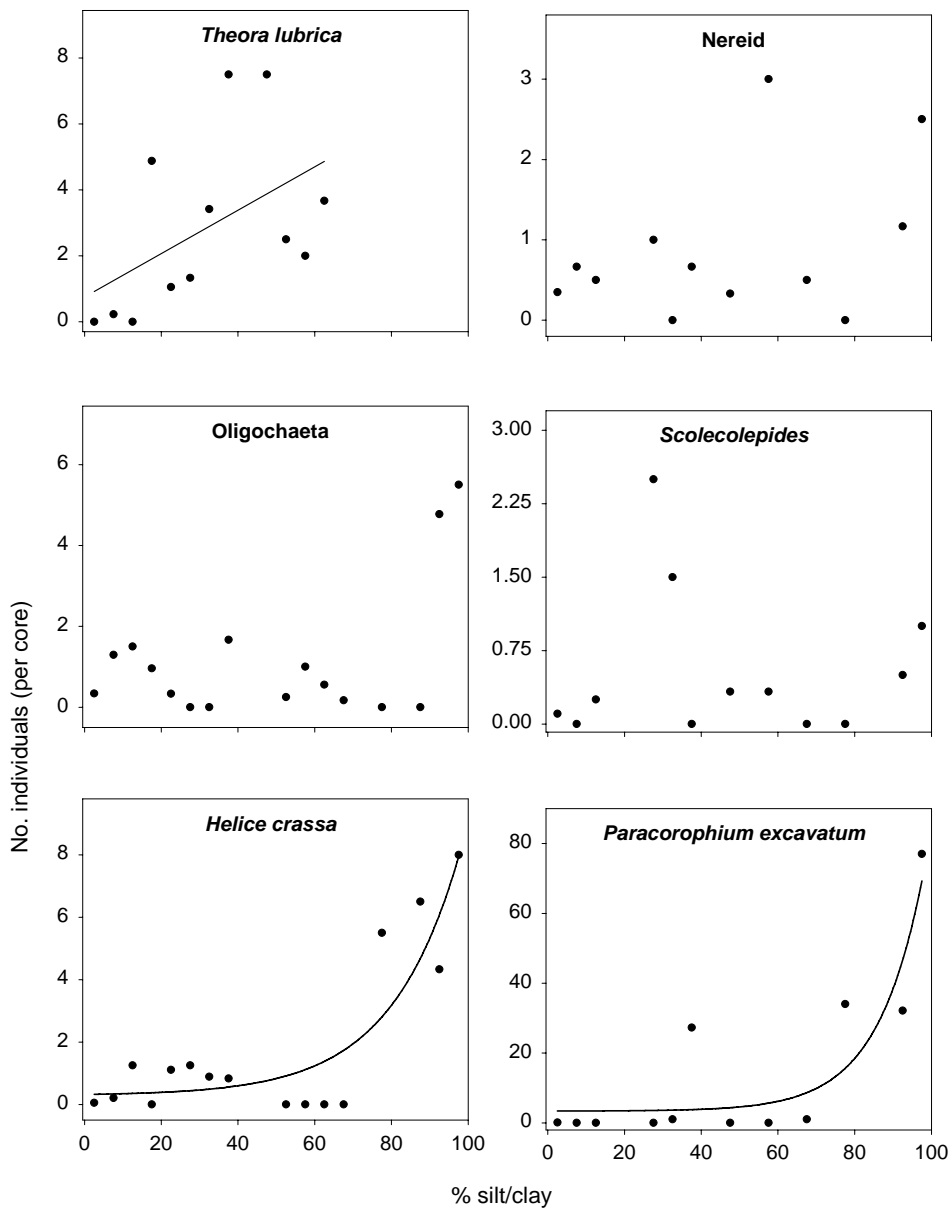 Theora lubrica
8
6
4
2
0
Nereid
3
2
1
0
Oligochaeta
6
4
2
0
Scolecolepides
3.00
2.25
1.50
0.75
0.00
No. individuals (per core)
Helice crassa
8
6
4
2
0
0 20 40 60 80 100
Paracorophium excavatum
80
60
40
20
0
0 20 40 60 80 100
% silt/clay